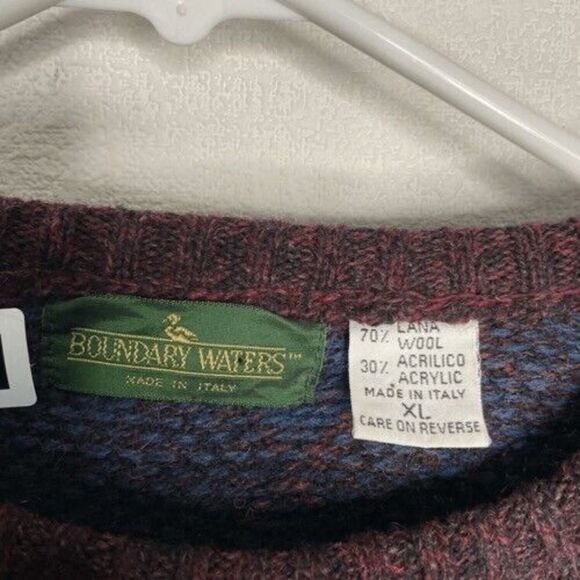 BOUNDARY WATERS™
MADE IN ITALY
70% LANA
WOOL
30% ACRILICO
ACRYLIC
MADE IN ITALY
XL
CARE ON REVERSE